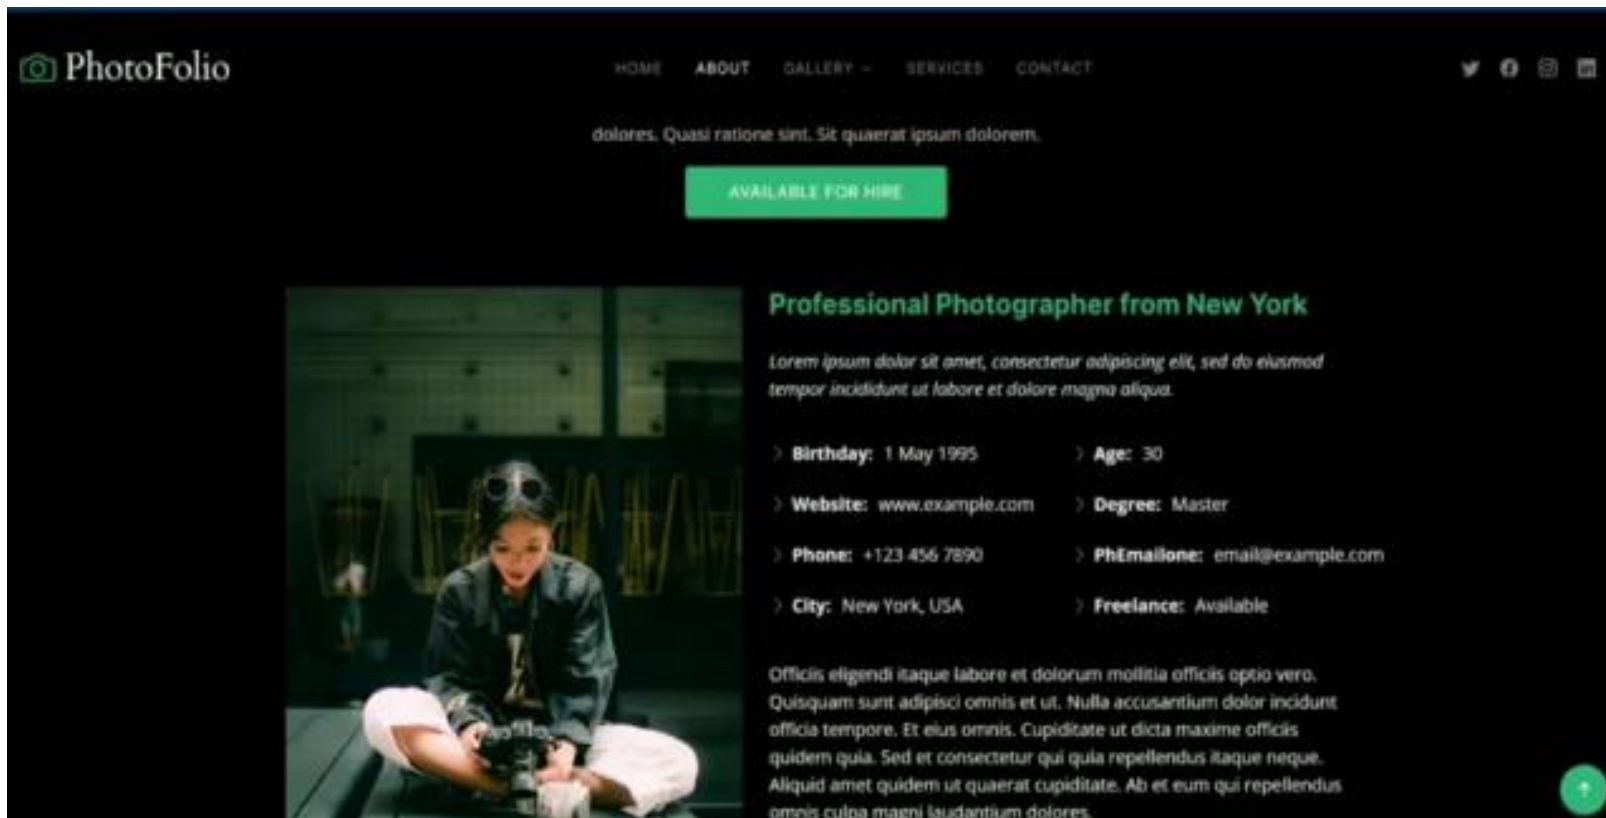 PhotoFolio
HOME ABOUT GALLERY SERVICES CONTACT
dolores. Quasi ratione sint. Sit quaerat ipsum dolorem.
AVAILABLE FOR HIRE
Professional Photographer from New York
Lorem ipsum dolor sit amet, consectetur adipiscing elit, sed do eiusmod
tempor incididunt ut labore et dolore magna aliqua.
Birthday: 1 May 1995 Age: 30
Website: www.example.com Degree: Master
Phone: +123 456 7890 PhEmailone: email@example.com
City: New York, USA Freelance: Available
Officiis eligendi itaque labore et dolorum mollitia officiis optio vero.
Quisquam sunt adipisci omnis et ut. Nulla accusantium dolor incidunt
officia tempore. Et eius omnis. Cupiditate ut dicta maxime officiis
quidem quia. Sed et consectetur qui quia repellendus itaque neque.
Aliquid amet quidem ut quaerat cupiditate. Ab et eum qui repellendus
omnis culpa magni laudantium dolores.